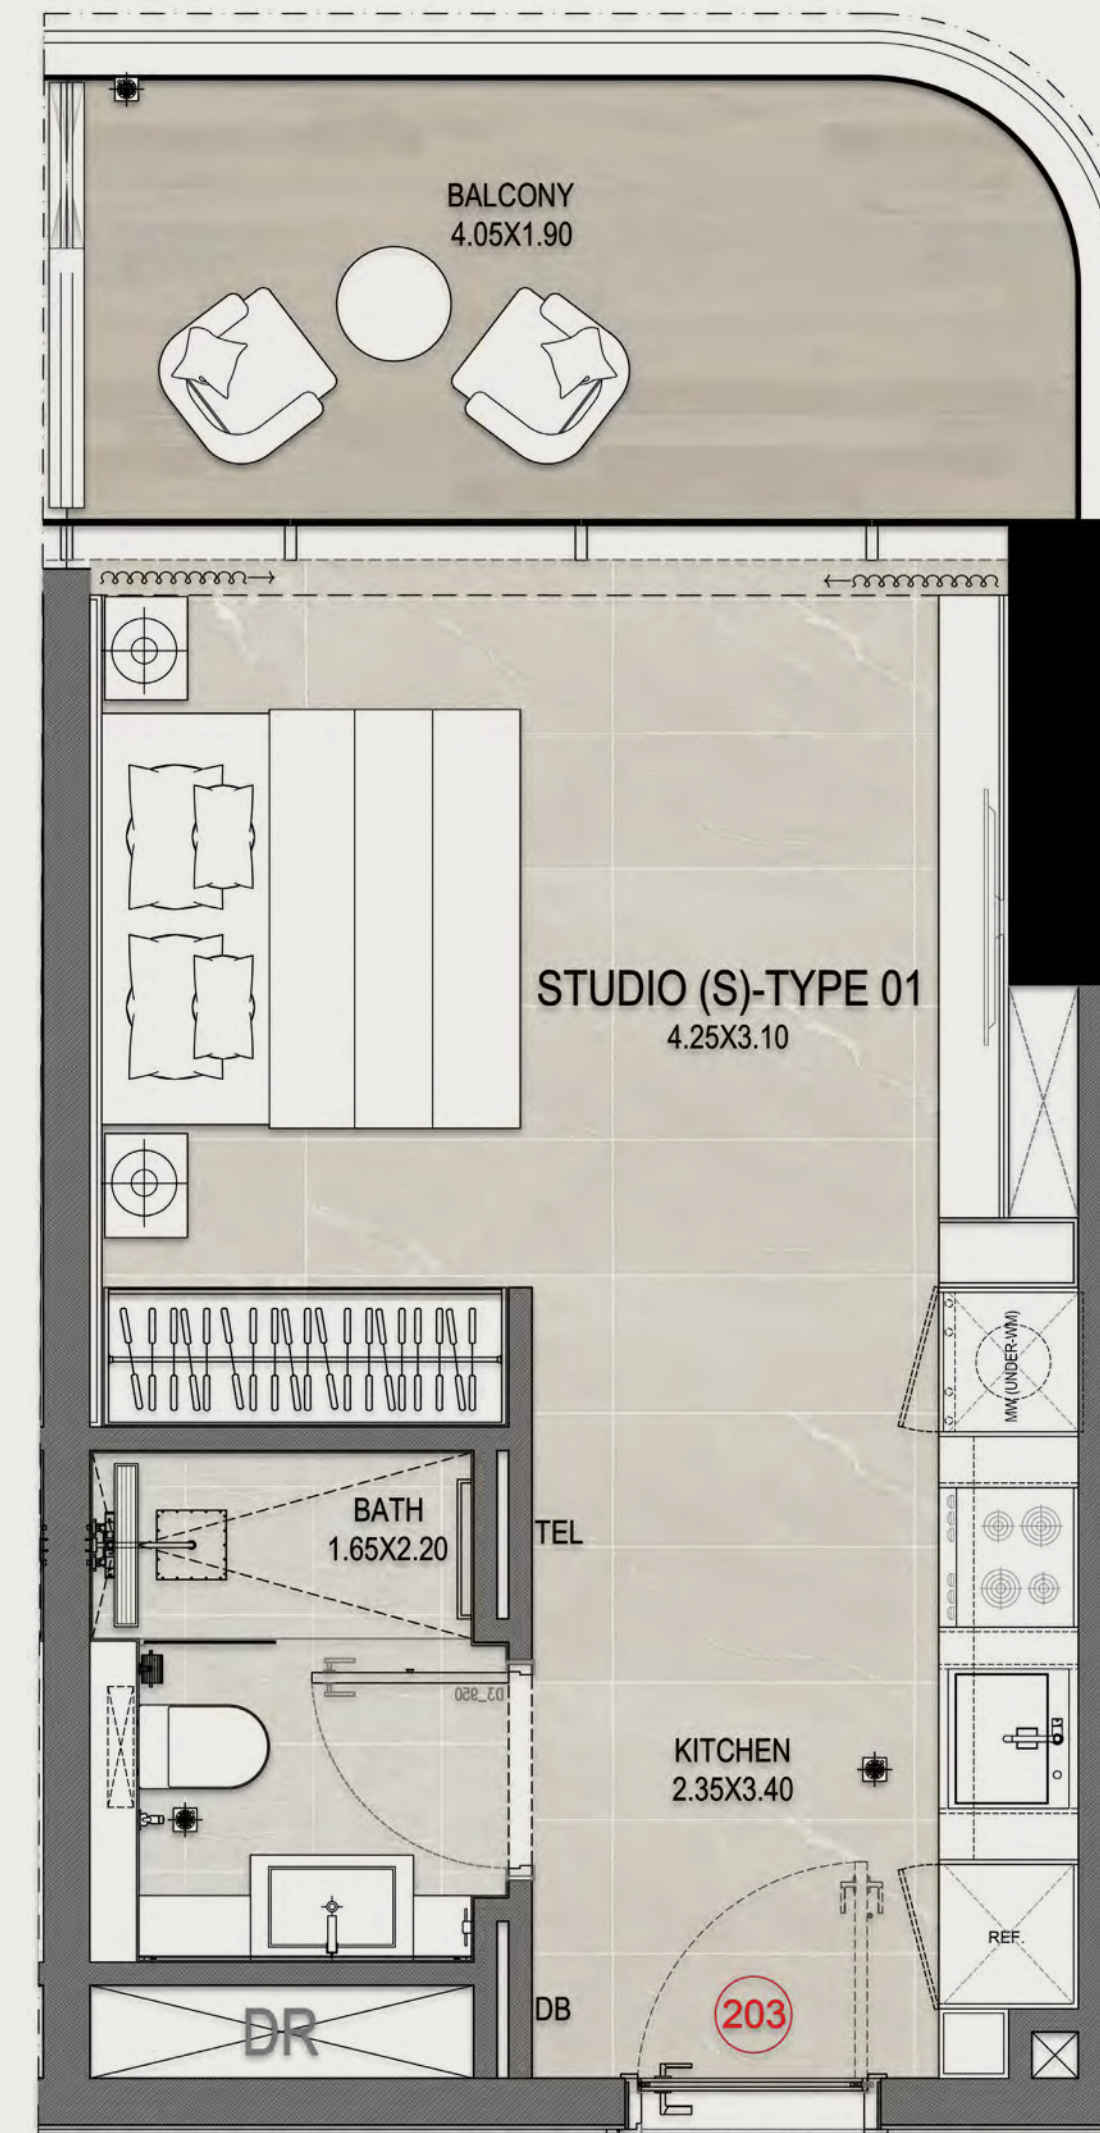 BALCONY
4.05X1.90
STUDIO (S)-TYPE 01
4.25X3.10
MW (UNDER-WM)
BATH
1.65X2.20
TEL
D3_950
KITCHEN
2.35X3.40
REF.
DB
203
DR